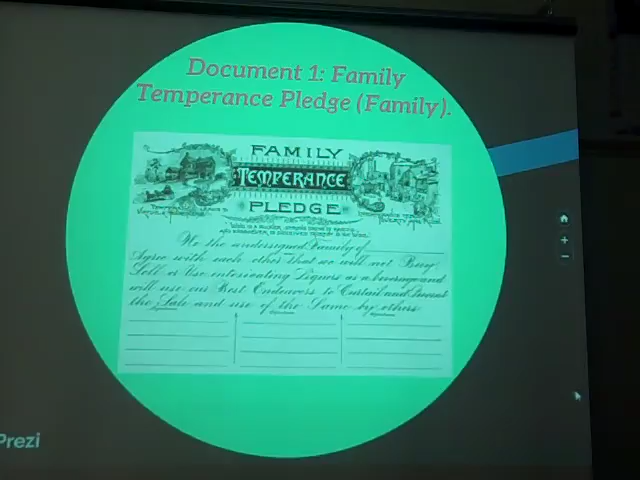 Document 1: Family
Temperance Pledge (Family).
FAMILY
TEMPERANCE
PLEDGE
We the undersigned Family of
Agree with each other that we will not Buy,
Sell, or Use intoxicating Liquors as a beverage and
will use our Best Endeavors to Curtail and Prevent
the Sale and use of the Same by others
Prezi